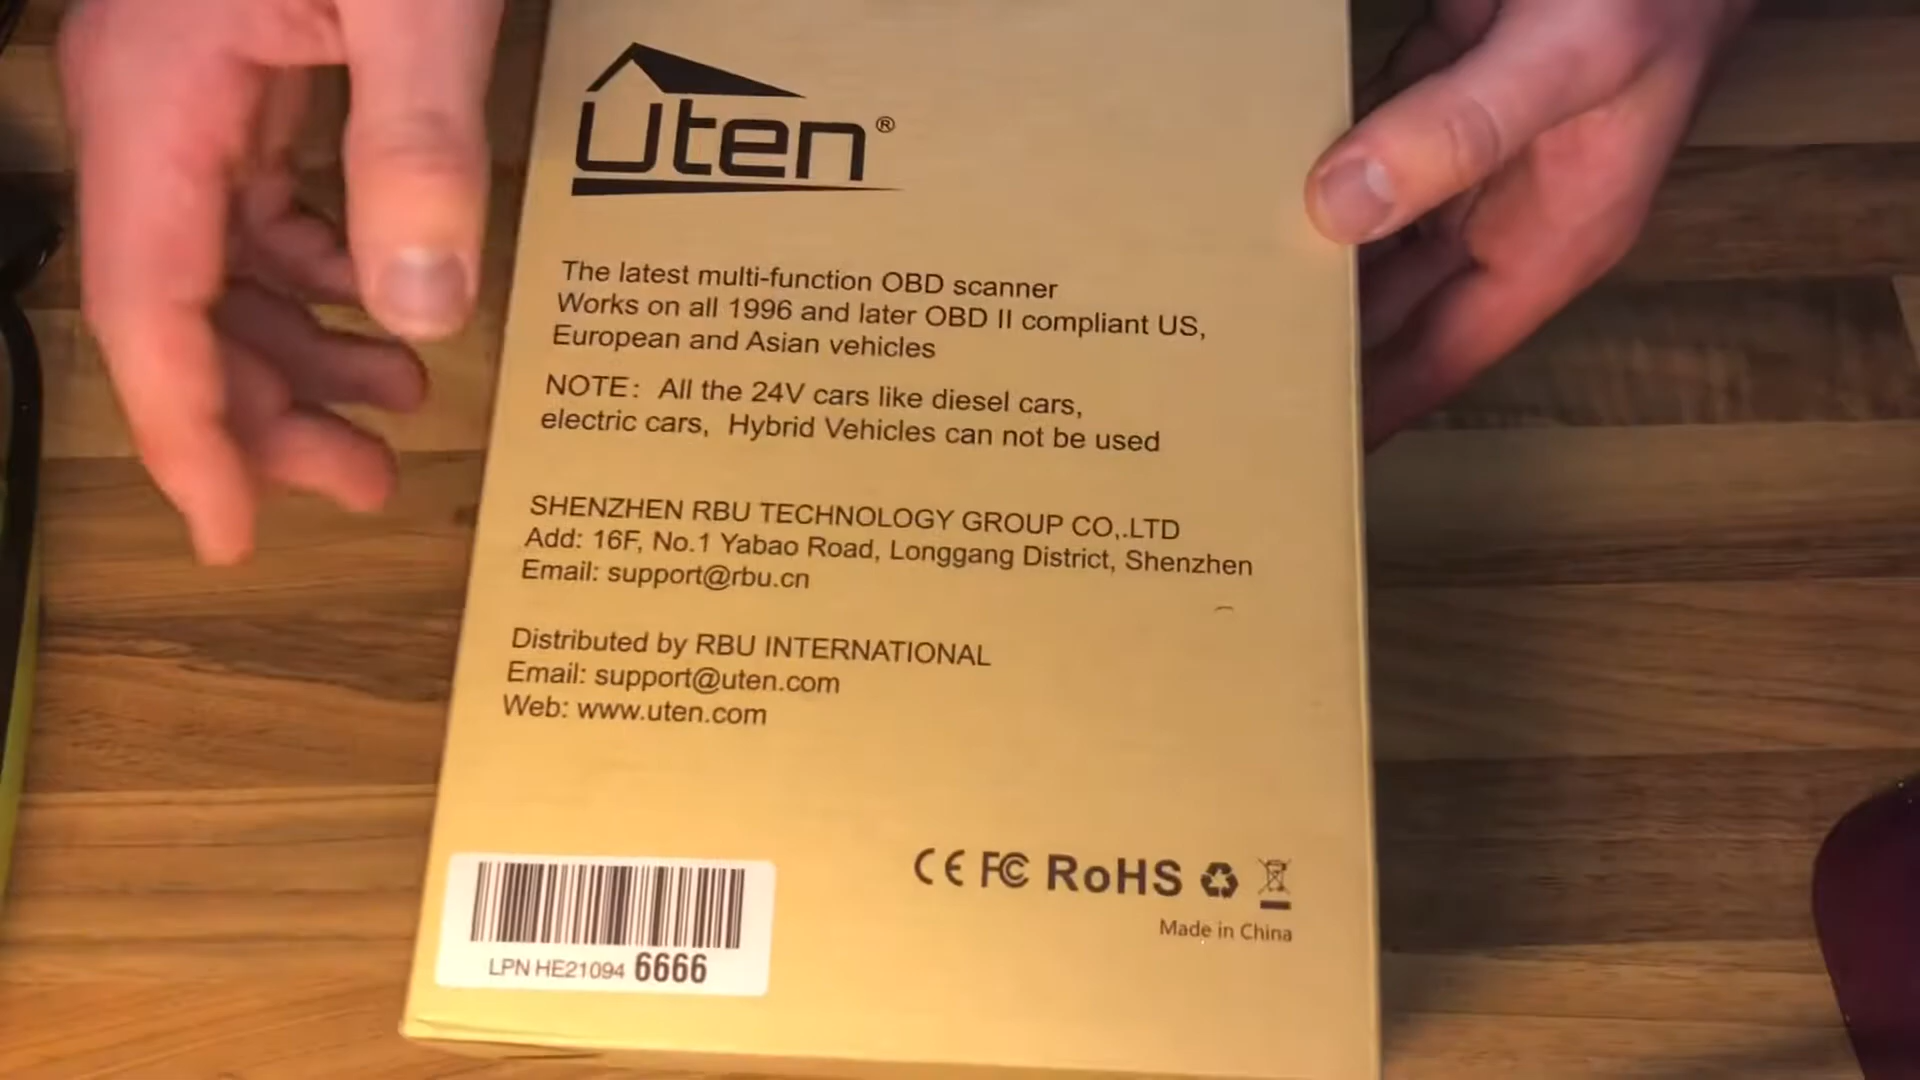 Uten®
The latest multi-function OBD scanner
Works on all 1996 and later OBD II compliant US,
European and Asian vehicles
NOTE: All the 24V cars like diesel cars,
electric cars, Hybrid Vehicles can not be used
SHENZHEN RBU TECHNOLOGY GROUP CO,.LTD
Add: 16F, No.1 Yabao Road, Longgang District, Shenzhen
Email: support@rbu.cn
Distributed by RBU INTERNATIONAL
Email: support@uten.com
Web: www.uten.com
CE FC RoHS
Made in China
LPN HE21094 6666